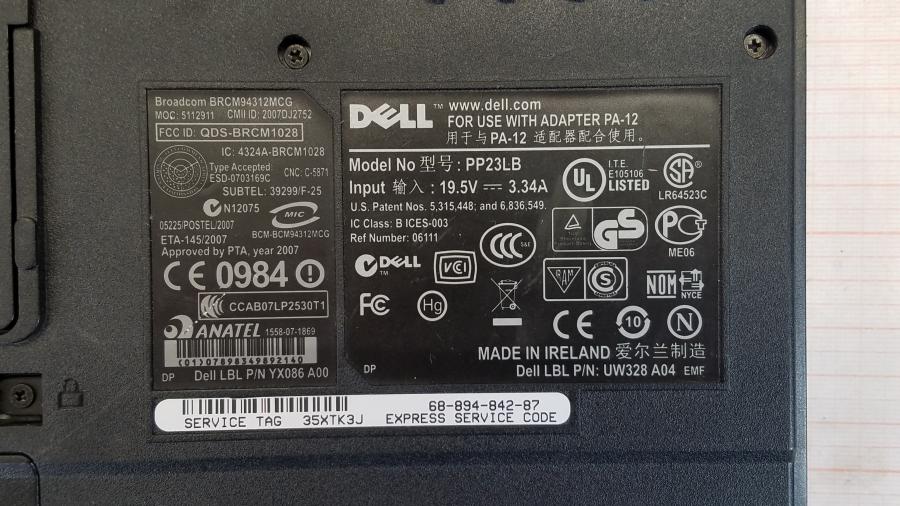 Broadcom BRCM94312MCG
MOC: 5112911 CMII ID: 2007DJ2752
FCC ID: QDS-BRCM1028
IC: 4324A-BRCM1028
Type Accepted: CNC: C-5871
ESD-0703169C
SUBTEL: 39299/F-25
N12075
MIC
05225/POSTEL/2007
BCM-BCM94312MCG
ETA-145/2007
Approved by PTA, year 2007
CE 0984
CCAB07LP2530T1
ANATEL 1558-07-1869
(01)07898349892140
DP Dell LBL P/N YX086 A00
DELL™ www.dell.com
FOR USE WITH ADAPTER PA-12
用于与PA-12 适配器配合使用。
Model No 型号: PP23LB
Input 输入: 19.5V 3.34A
U.S. Patent Nos. 5,315,448; and 6,836,549.
IC Class: B ICES-003
Ref Number: 06111
UL ® I.T.E. E105106 LISTED
SA ®
LR64523C
DELL™
VCI
CCC S&E
GS
PCT
ME06
FC
Hg
S
NOM NYCE
CE
10
N
MADE IN IRELAND 爱尔兰制造
DP Dell LBL P/N: UW328 A04 EMF
SERVICE TAG 35XTK3J
68-894-842-87
EXPRESS SERVICE CODE